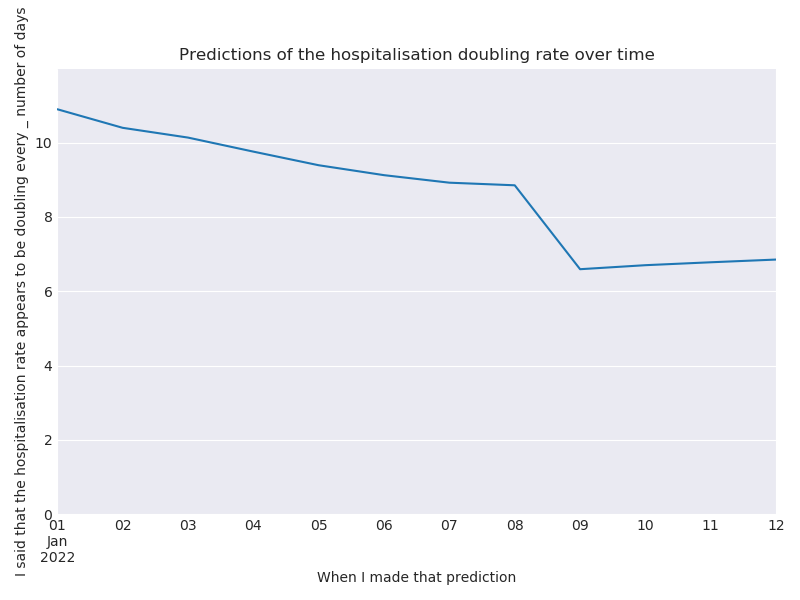 Predictions of the hospitalisation doubling rate over time
I said that the hospitalisation rate appears to be doubling every _ number of days
10
8
6
4
2
0
01 02 03 04 05 06 07 08 09 10 11 12
Jan
2022
When I made that prediction